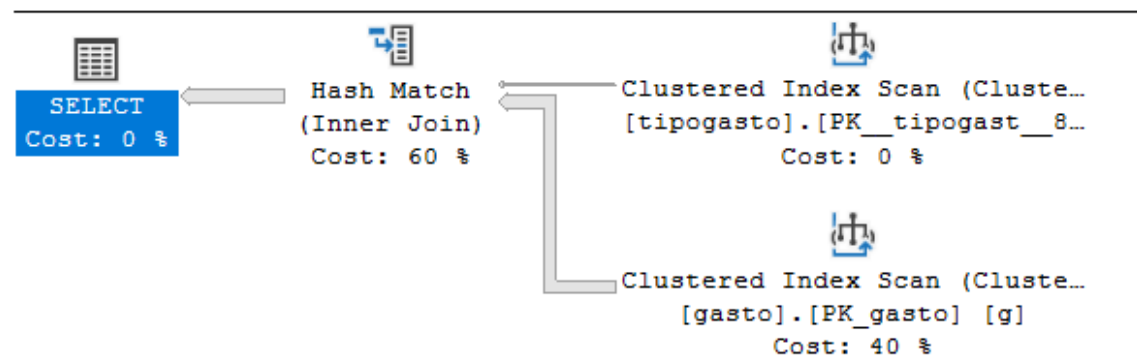 SELECT
Cost: 0 %
Hash Match
(Inner Join)
Cost: 60 %
Clustered Index Scan (Cluste…
[tipogasto].[PK__tipogast__8…
Cost: 0 %
Clustered Index Scan (Cluste…
[gasto].[PK_gasto] [g]
Cost: 40 %